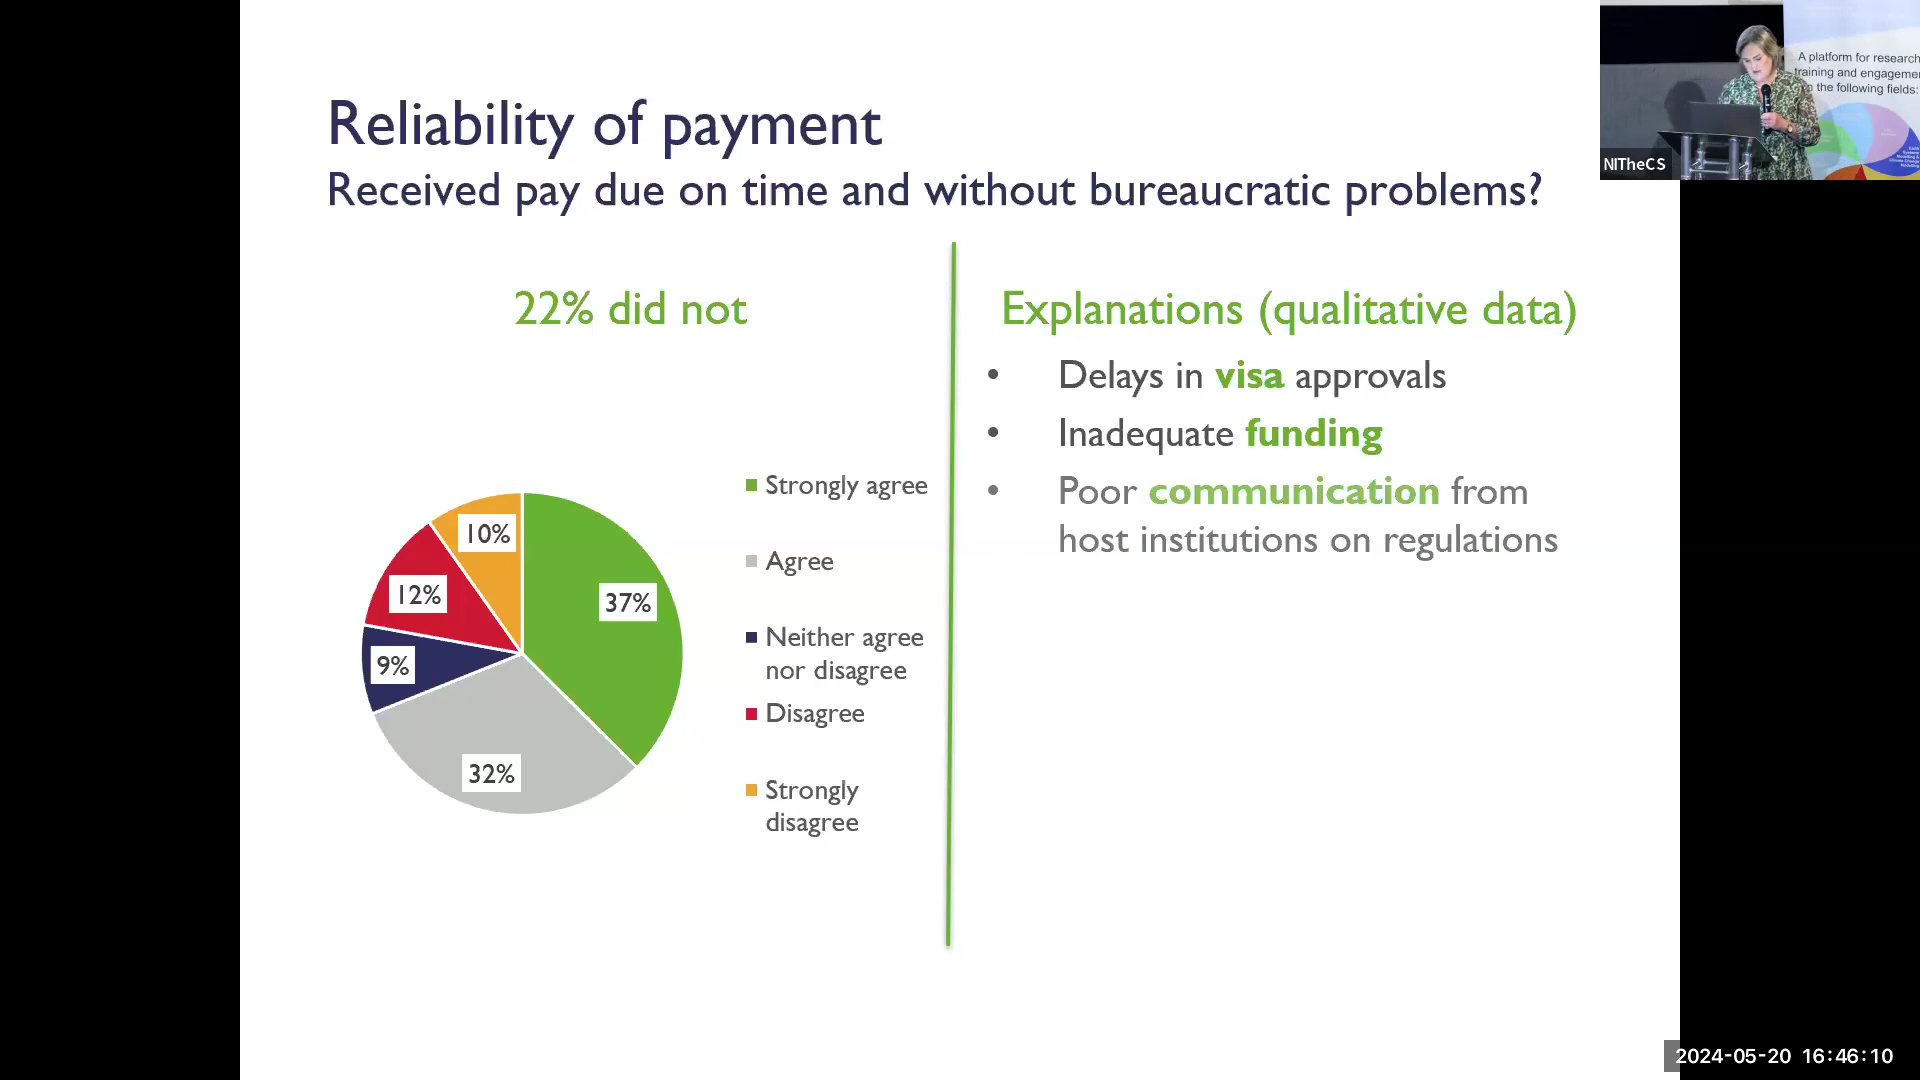 Reliability of payment
Received pay due on time and without bureaucratic problems?
22% did not
Strongly agree
Agree
Neither agree
nor disagree
Disagree
Strongly
disagree
10%
12%
37%
9%
32%
Explanations (qualitative data)
• Delays in visa approvals
• Inadequate funding
• Poor communication from
host institutions on regulations
A platform for research
training and engageme
n the following fields:
NITheCS
2024-05-20 16:46:10